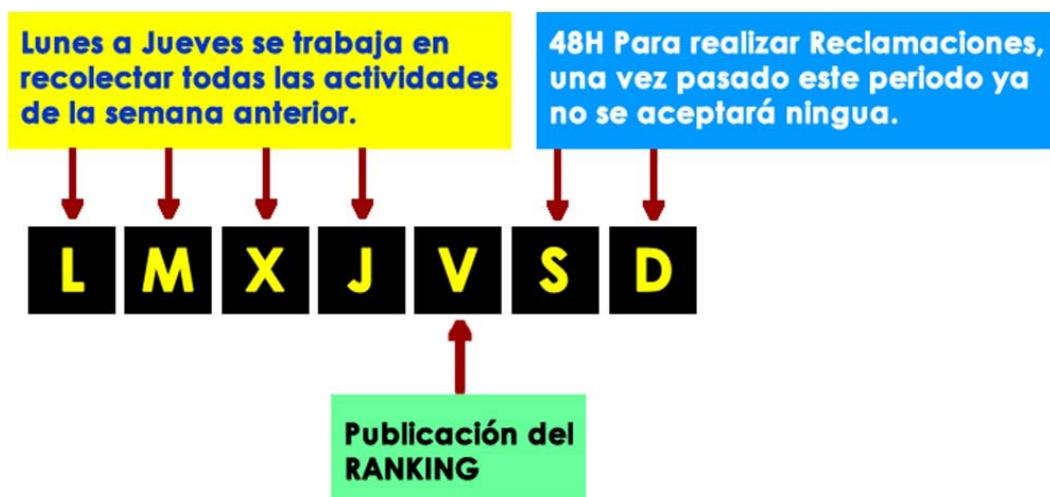 Lunes a Jueves se trabaja en
recolectar todas las actividades
de la semana anterior.
48H Para realizar Reclamaciones,
una vez pasado este periodo ya
no se aceptará ningua.
L M X J V S D
Publicación del
RANKING